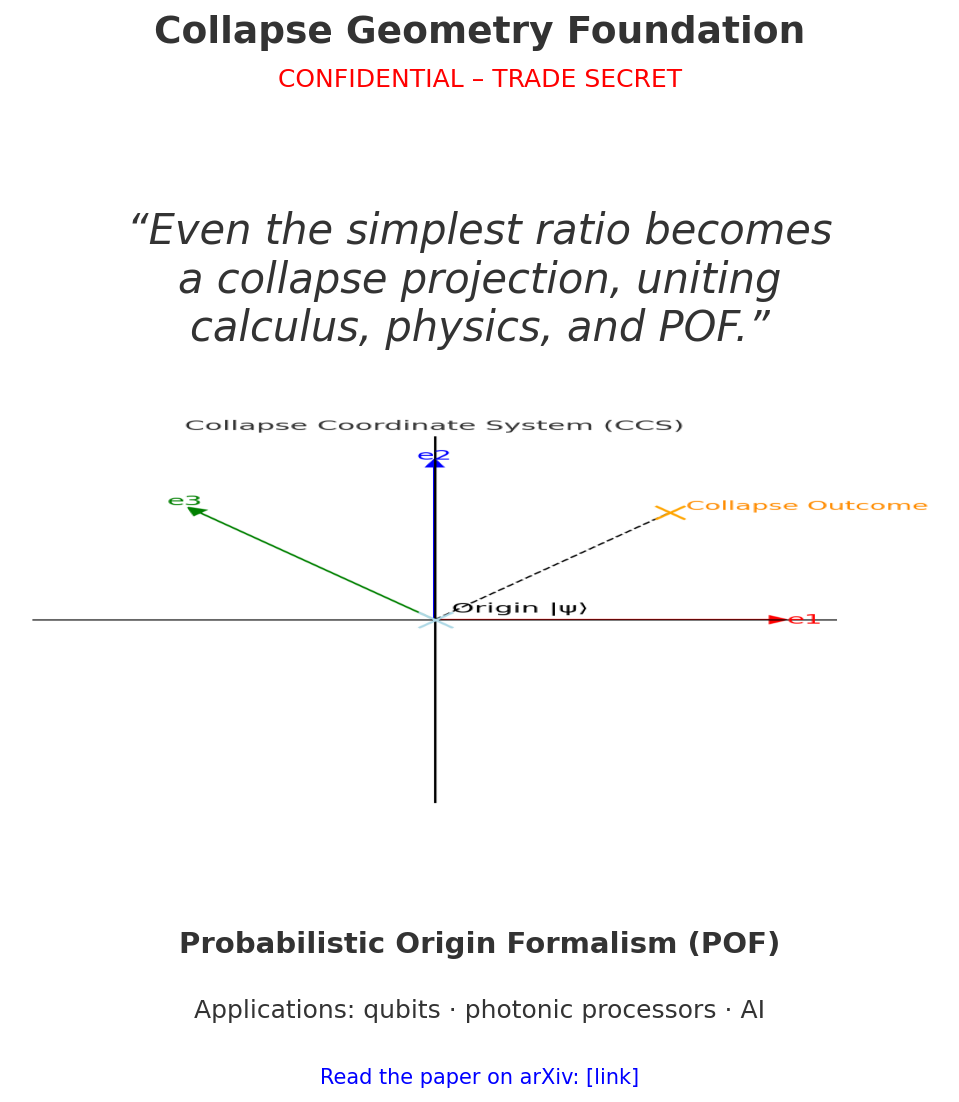 Collapse Geometry Foundation
CONFIDENTIAL – TRADE SECRET
“Even the simplest ratio becomes
a collapse projection, uniting
calculus, physics, and POF.”
Collapse Coordinate System (CCS)
e2
e3
Collapse Outcome
Origin |ψ⟩
e1
Probabilistic Origin Formalism (POF)
Applications: qubits · photonic processors · AI
Read the paper on arXiv: [link]